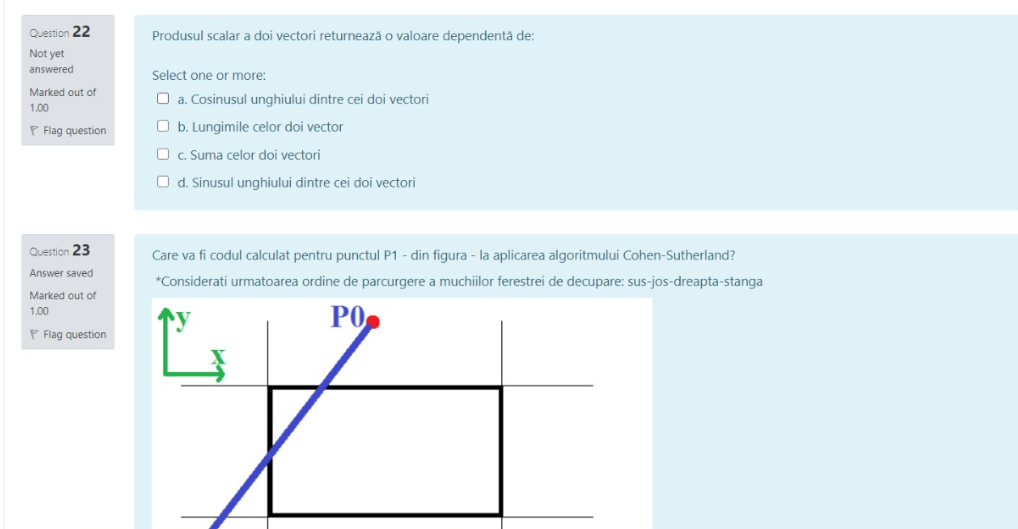 Question 22
Not yet
answered
Marked out of
1.00
Flag question
Produsul scalar a doi vectori returnează o valoare dependentă de:
Select one or more:
a. Cosinusul unghiului dintre cei doi vectori
b. Lungimile celor doi vector
c. Suma celor doi vectori
d. Sinusul unghiului dintre cei doi vectori
Question 23
Answer saved
Marked out of
1.00
Flag question
Care va fi codul calculat pentru punctul P1 - din figura - la aplicarea algoritmului Cohen-Sutherland?
*Considerati urmatoarea ordine de parcurgere a muchiilor ferestrei de decupare: sus-jos-dreapta-stanga
y
P0
x